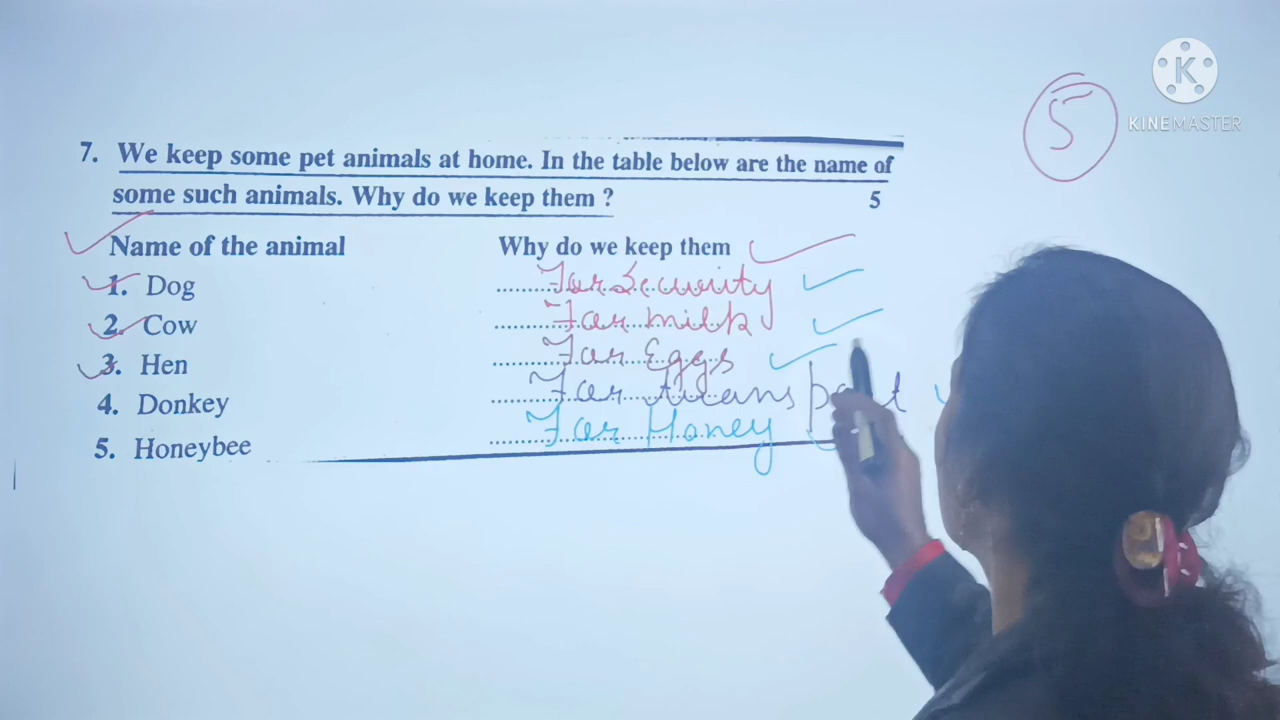 5
KINEMASTER
7. We keep some pet animals at home. In the table below are the name of
some such animals. Why do we keep them ? 5
Name of the animal Why do we keep them
1. Dog For Security
2. Cow For milk
3. Hen For Eggs
4. Donkey For Transport
5. Honeybee For Honey